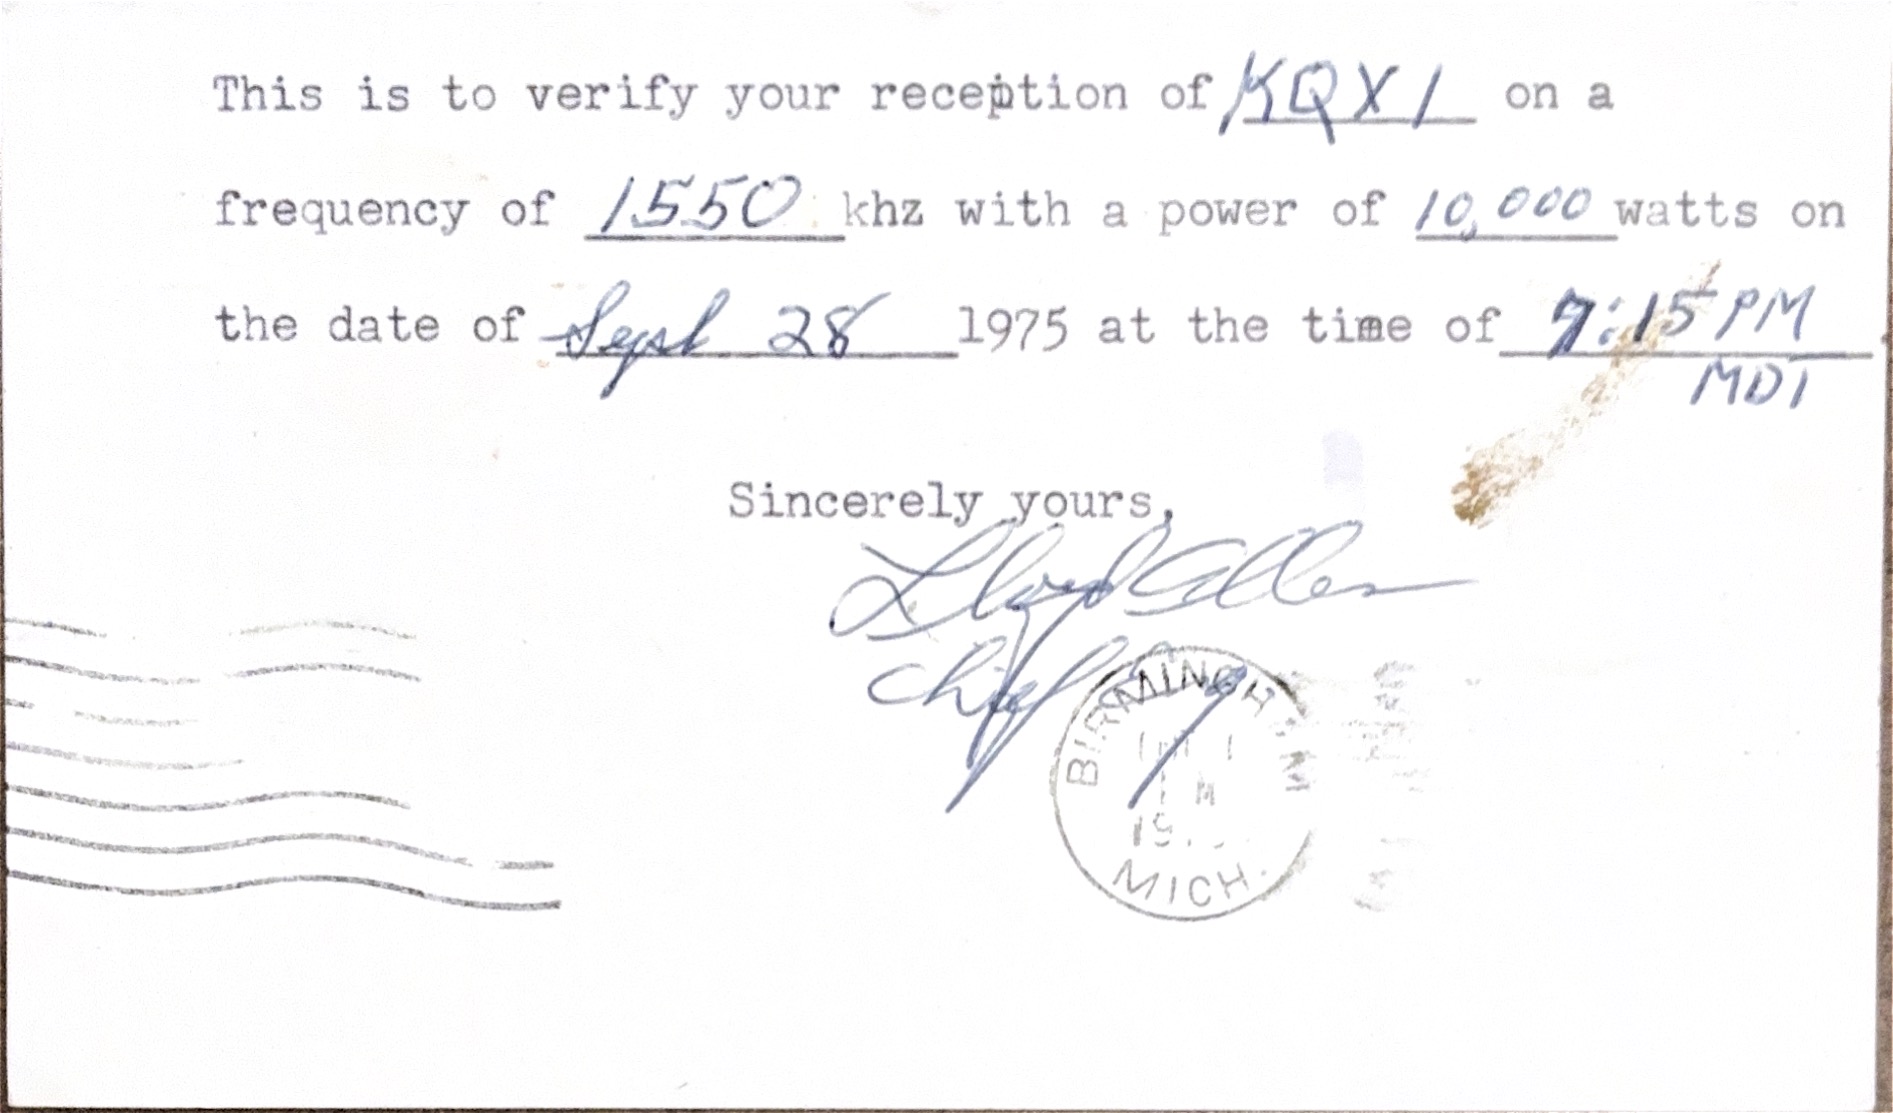 This is to verify your reception of KQXI on a
frequency of 1550 khz with a power of 10,000 watts on
the date of Sept 28 1975 at the time of 7:15 PM
MDT
Sincerely yours,
Lloyd Allen
Chief
BIRMINGHAM
MICH.